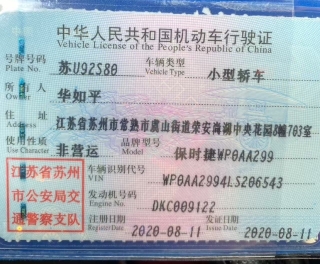 中华人民共和国机动车行驶证
Vehicle License of the People's Republic of China
号牌号码 苏U92S80 车辆类型 小型轿车
Plate No. Vehicle Type
所有人 华如平
Owner
住址 江苏省苏州市常熟市虞山街道荣安尚湖中央花园8幢703室
Address
使用性质 非营运 品牌型号 保时捷WP0AA299
Use Character Model
江苏省苏州市公安局交通警察支队
车辆识别代号 WP0AA2994LS206543
VIN
发动机号码 DKC009122
Engine No.
注册日期 2020-08-11 发证日期 2020-08-11
Register Date Issue Date